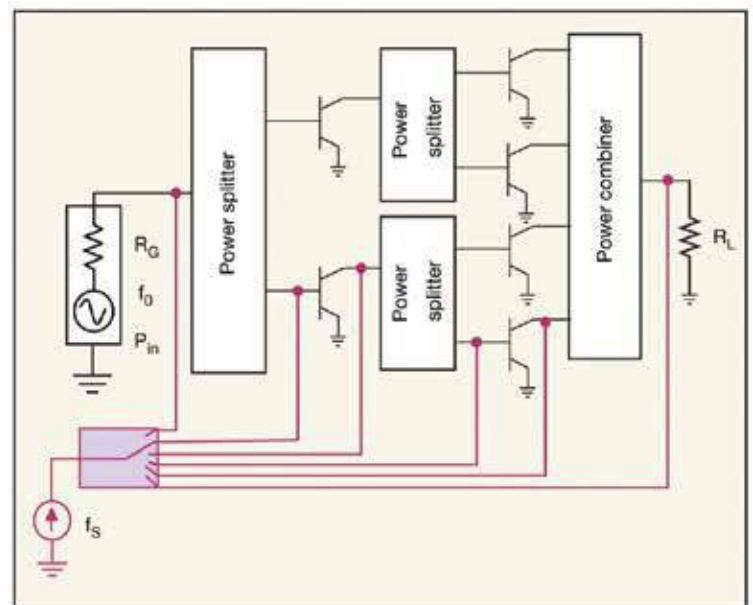 Power splitter
Power
splitter
Power
splitter
Power combiner
R_G
f_0
P_in
R_L
f_S